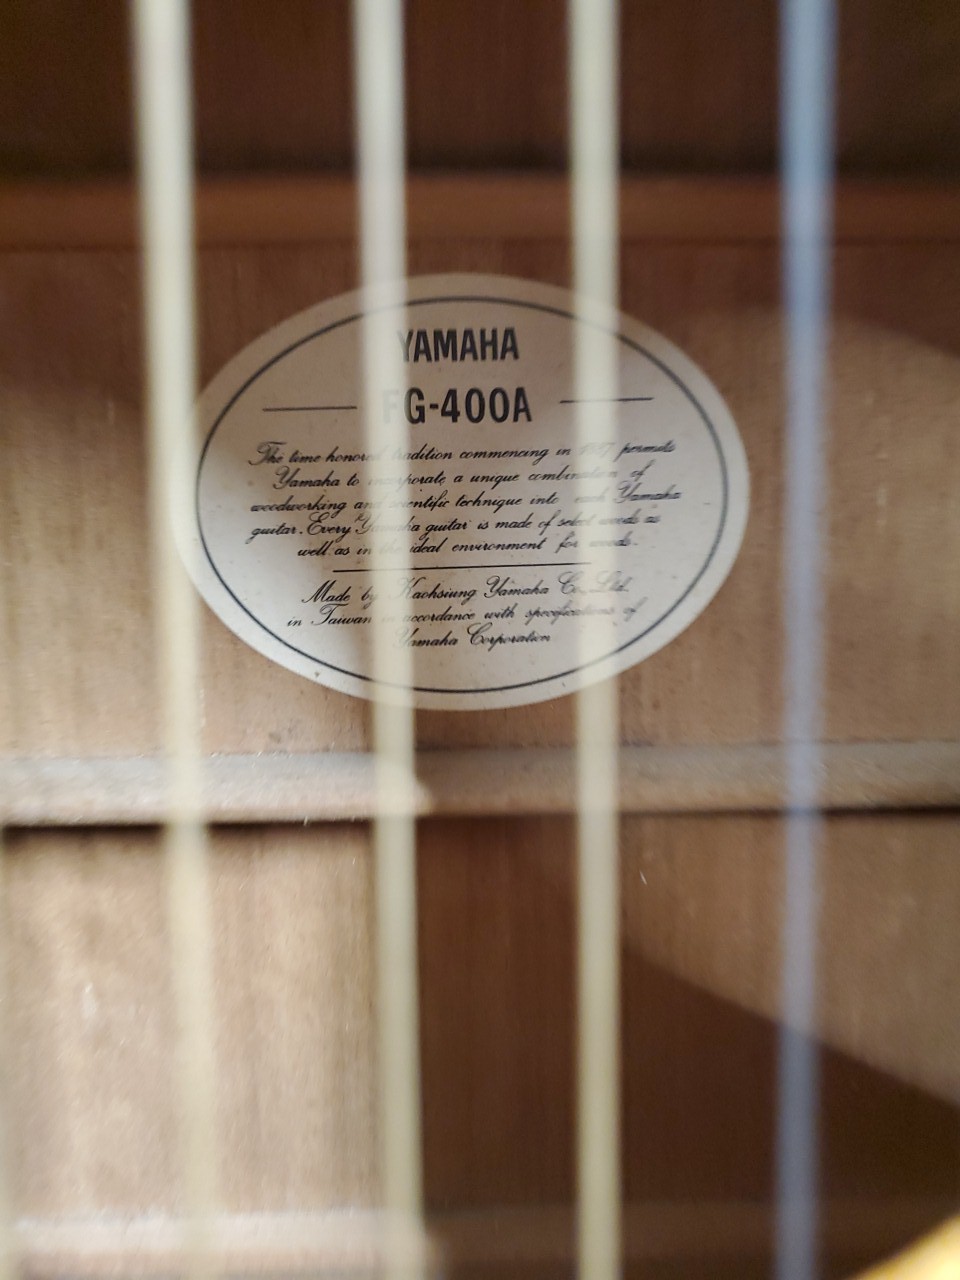 YAMAHA
FG-400A
The time-honored tradition commencing in 1887 permits
Yamaha to incorporate a unique combination of
woodworking and scientific technique into each Yamaha
guitar. Every Yamaha guitar is made of select woods as
well as in the ideal environment for woods.
Made by Kaohsiung Yamaha Co., Ltd.
in Taiwan in accordance with specifications of
Yamaha Corporation